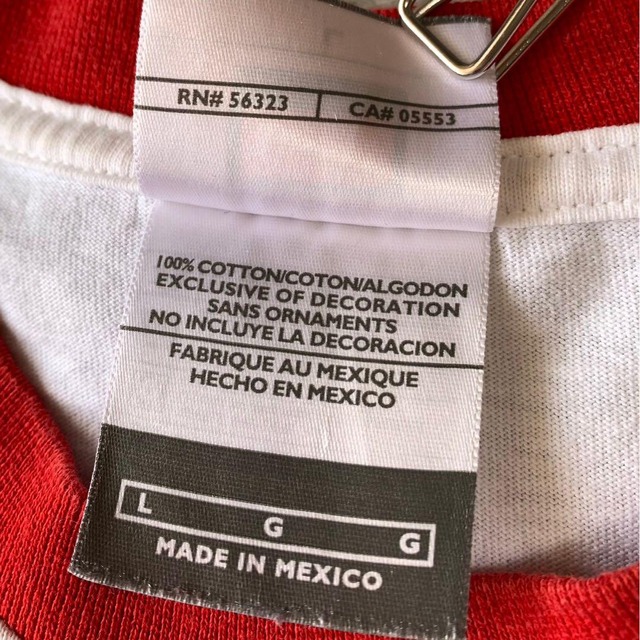 RN# 56323 | CA# 05553
100% COTTON/COTON/ALGODON
EXCLUSIVE OF DECORATION
SANS ORNAMENTS
NO INCLUYE LA DECORACION
FABRIQUE AU MEXIQUE
HECHO EN MEXICO
L G G
MADE IN MEXICO